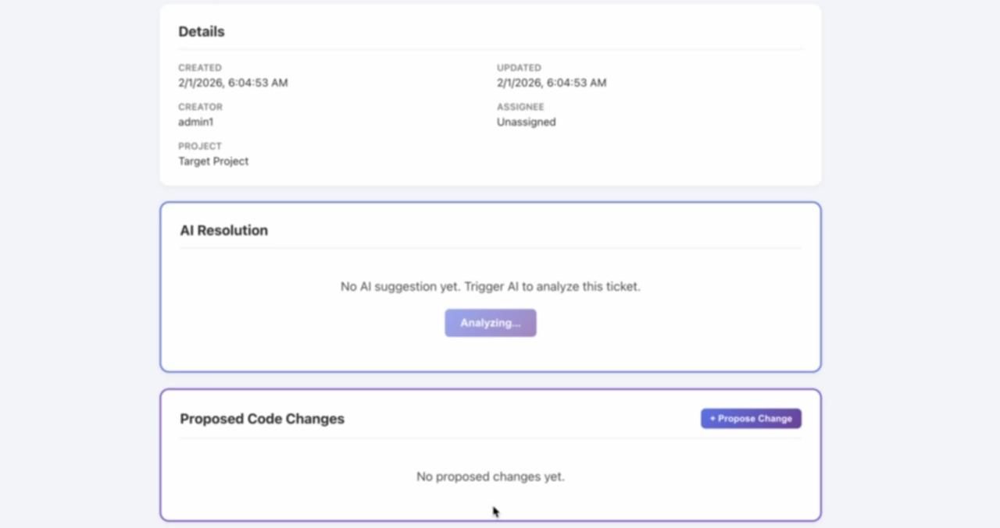 Details
CREATED
2/1/2026, 6:04:53 AM
UPDATED
2/1/2026, 6:04:53 AM
CREATOR
admin1
ASSIGNEE
Unassigned
PROJECT
Target Project
AI Resolution
No AI suggestion yet. Trigger AI to analyze this ticket.
Analyzing...
Proposed Code Changes
+ Propose Change
No proposed changes yet.